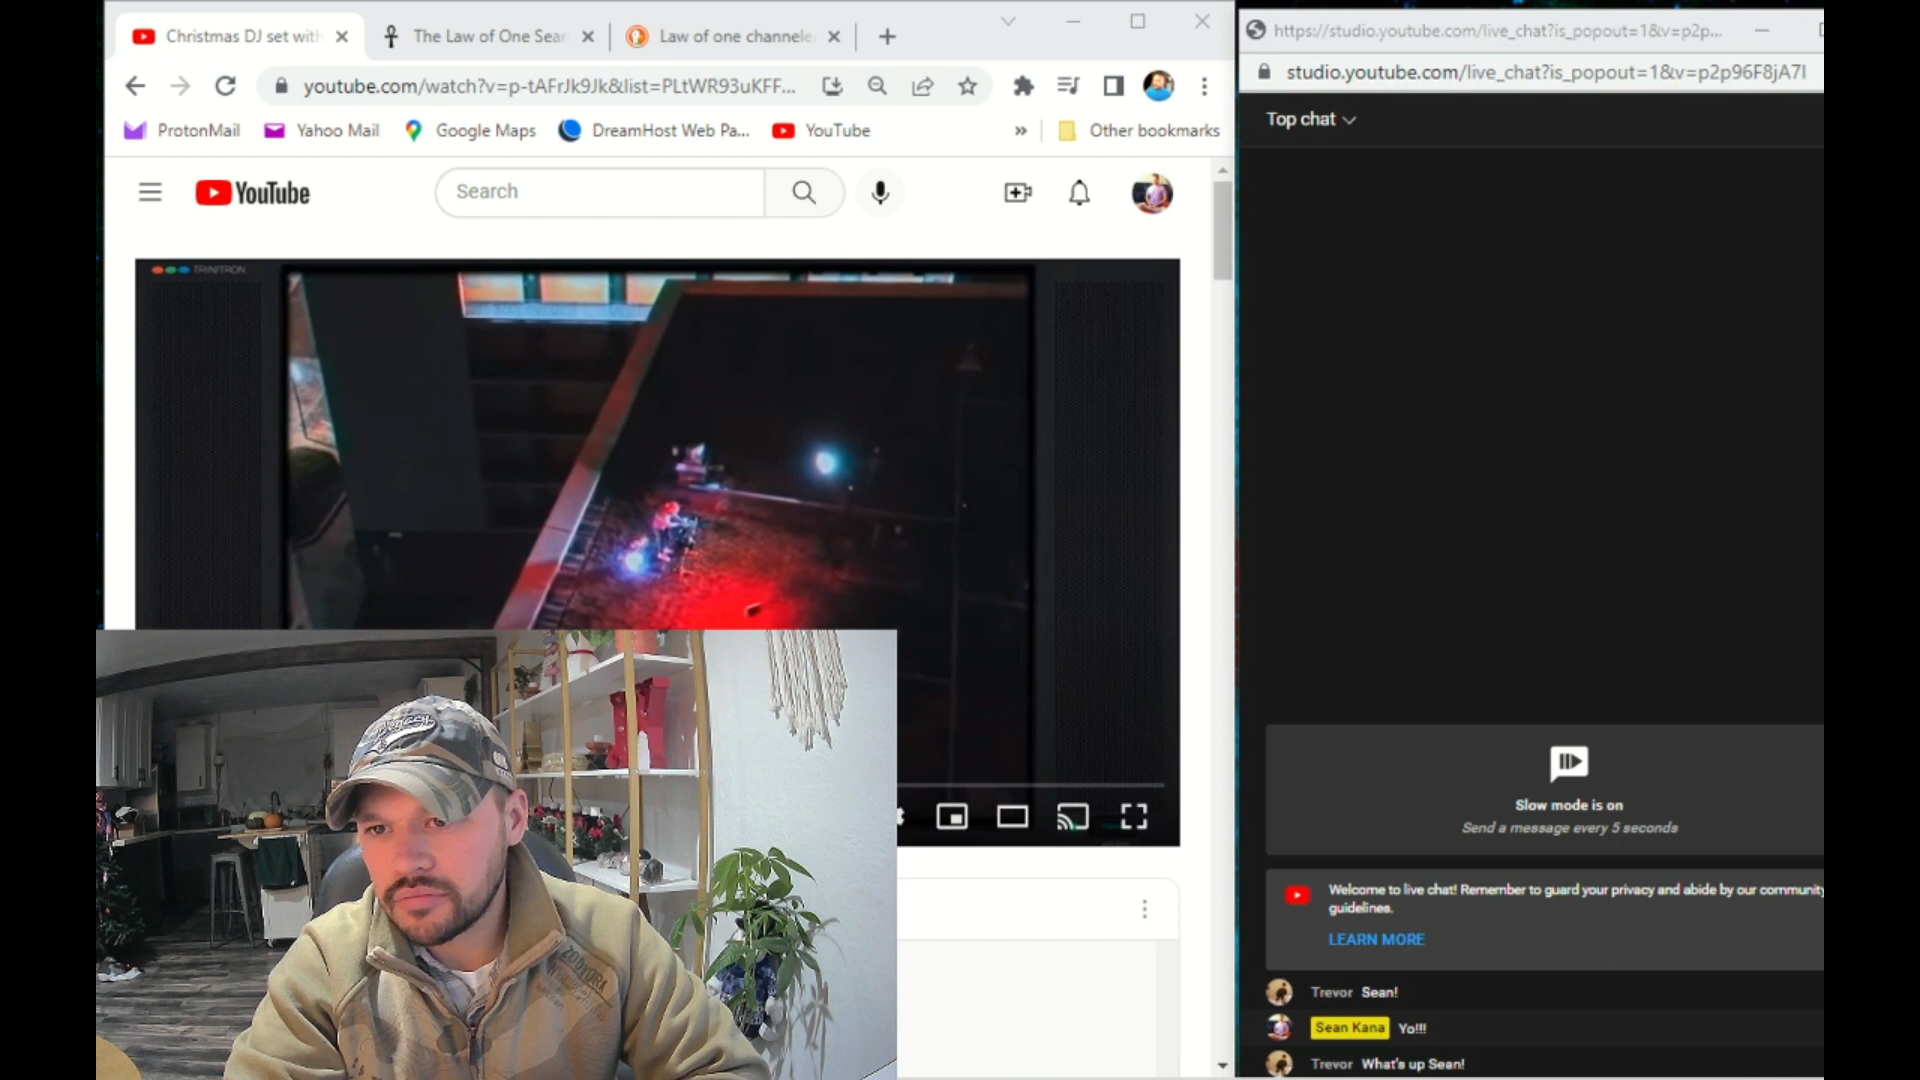 Christmas DJ set with
The Law of One Sear
Law of one channele
youtube.com/watch?v=p-tAFrJk9Jk&list=PLtWR93uKFF...
ProtonMail
Yahoo Mail
Google Maps
DreamHost Web Pa...
YouTube
»
Other bookmarks
YouTube
Search
TRINITRON
Legacy
https://studio.youtube.com/live_chat?is_popout=1&v=p2p...
studio.youtube.com/live_chat?is_popout=1&v=p2p96F8jA7I
Top chat
Slow mode is on
Send a message every 5 seconds
Welcome to live chat! Remember to guard your privacy and abide by our community
guidelines.
LEARN MORE
Trevor Sean!
Sean Kana Yo!!!
Trevor What's up Sean!